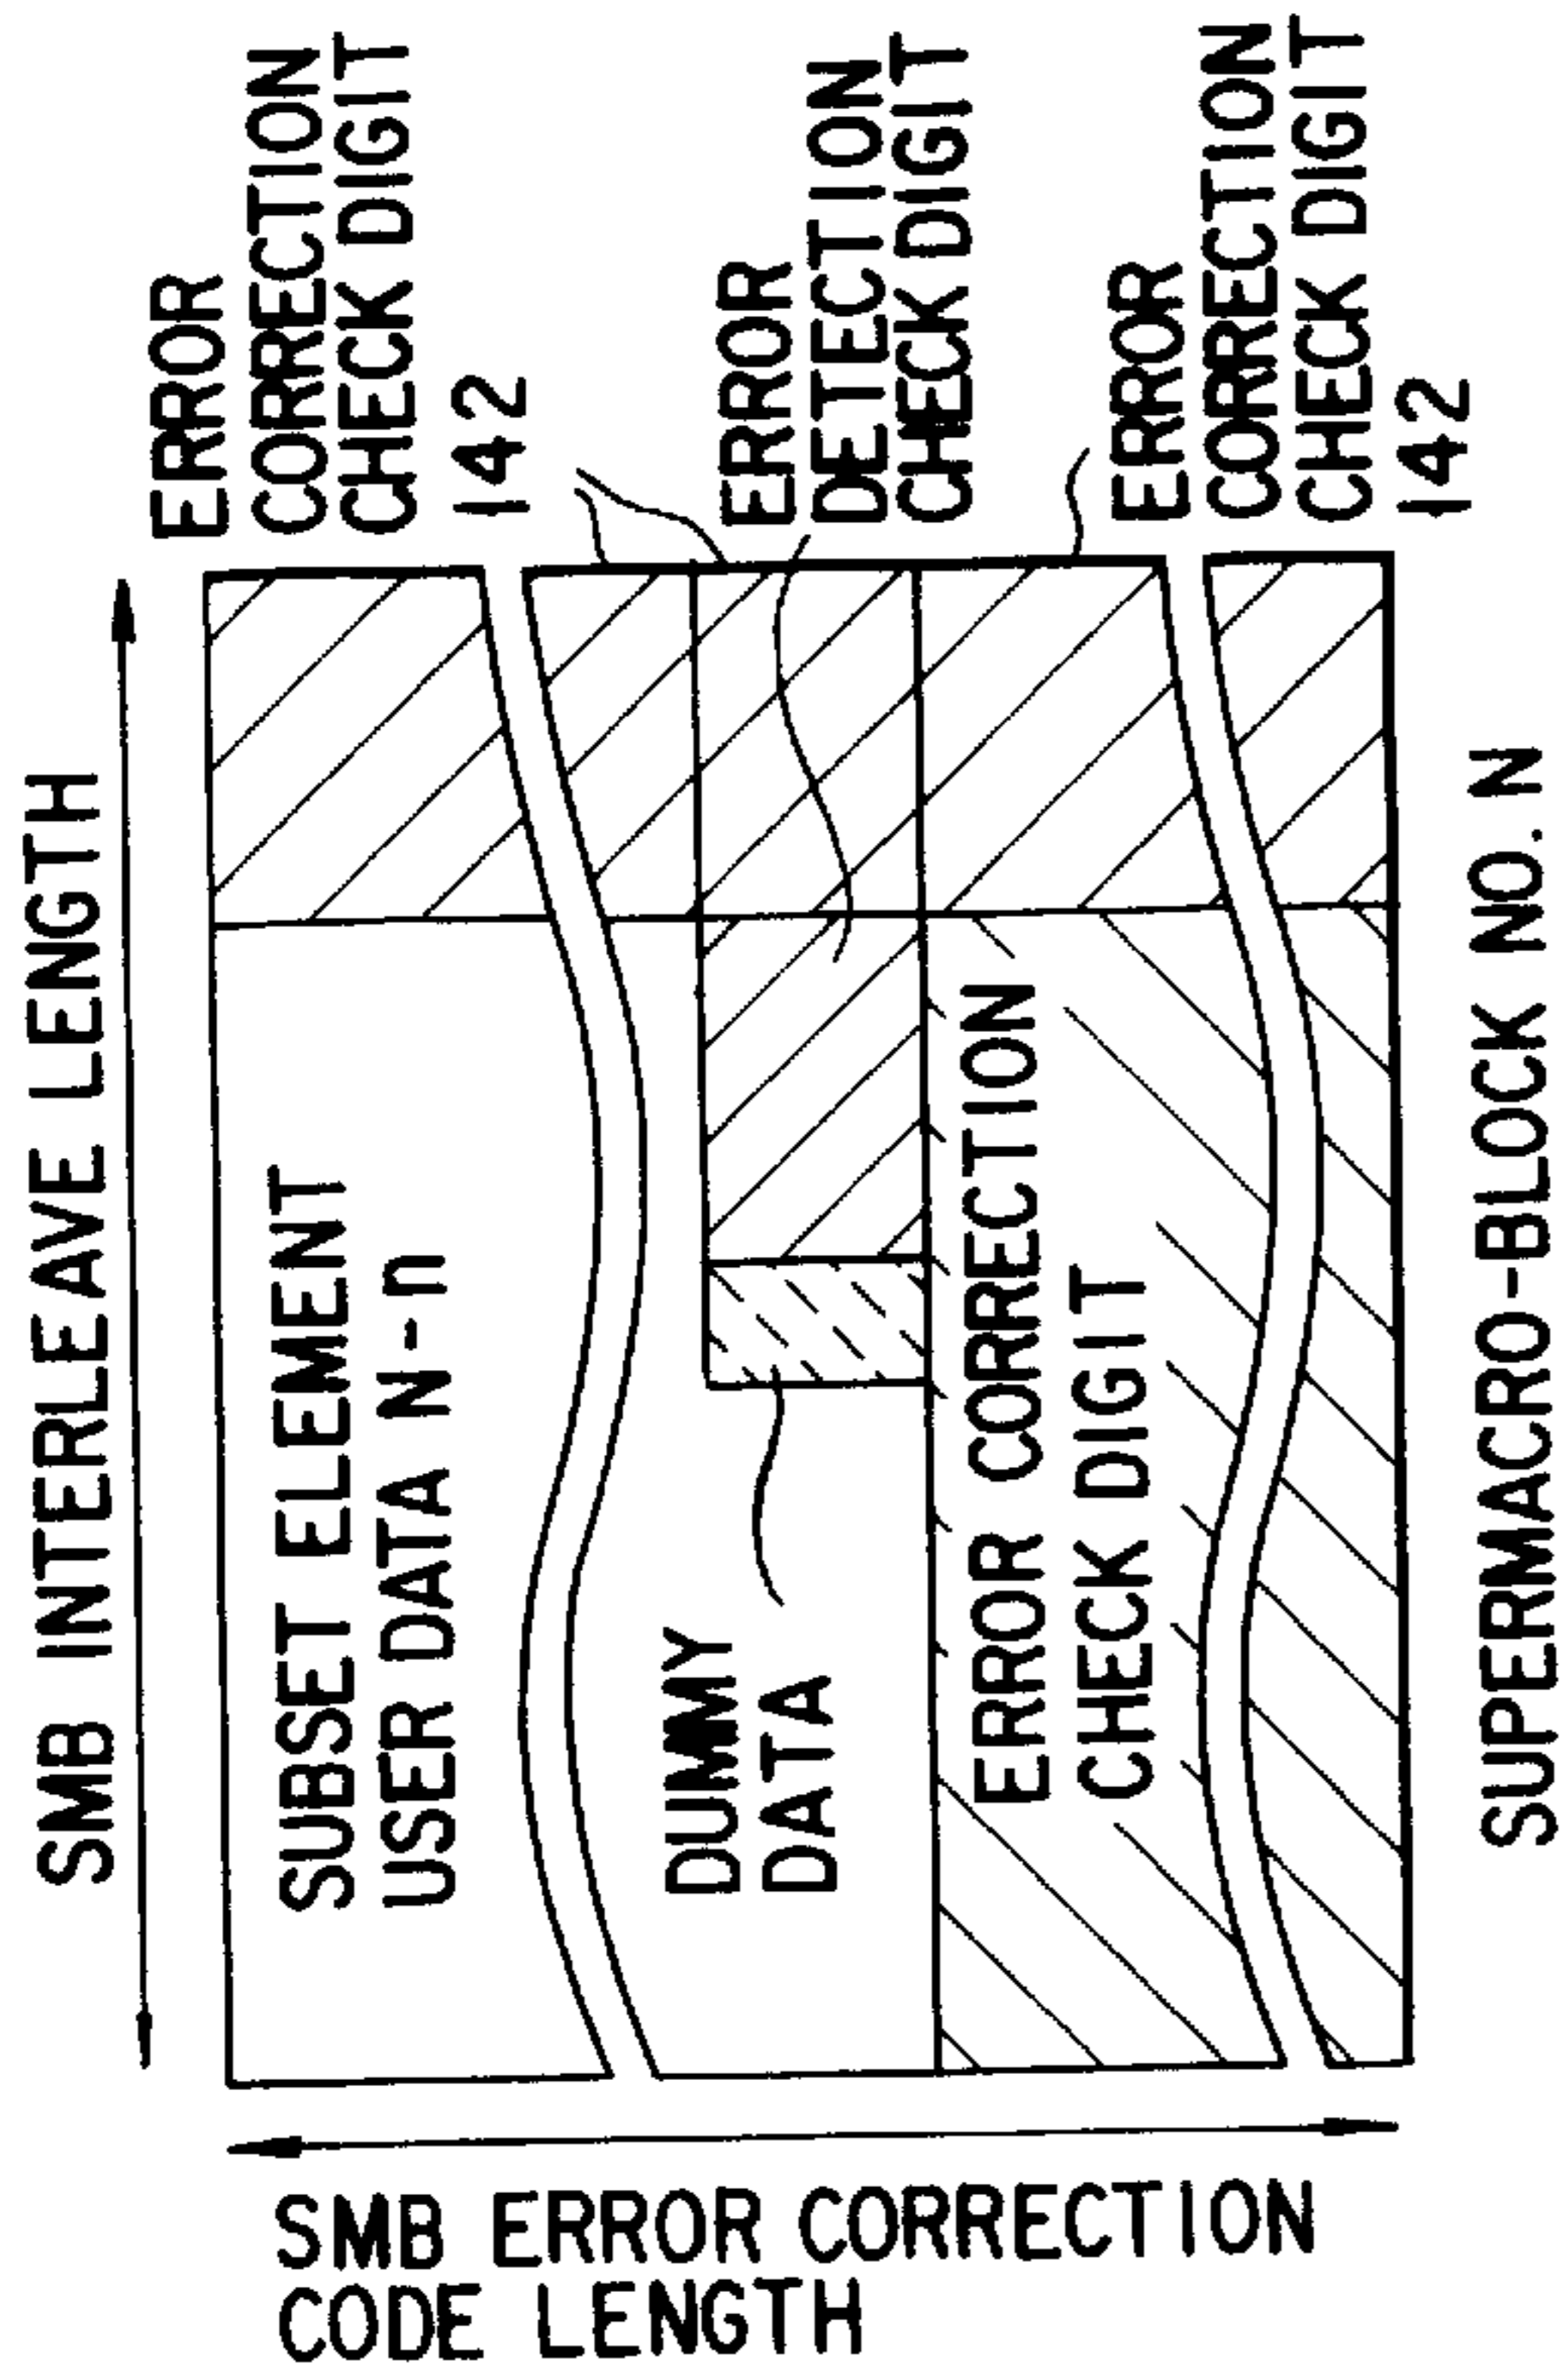 SMB INTERLEAVE LENGTH
ERROR
CORRECTION
CHECK DIGIT
142
SUBSET ELEMENT
USER DATA N-n
ERROR
DETECTION
CHECK DIGIT
DUMMY
DATA
ERROR CORRECTION
CHECK DIGIT
ERROR
CORRECTION
CHECK DIGIT
142
SUPERMACRO-BLOCK NO. N
SMB ERROR CORRECTION
CODE LENGTH